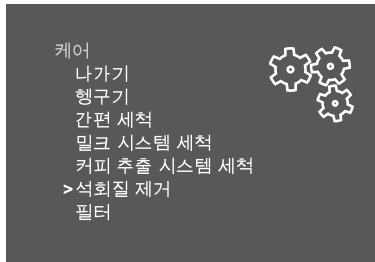 케어
나가기
헹구기
간편 세척
밀크 시스템 세척
커피 추출 시스템 세척
>석회질 제거
필터